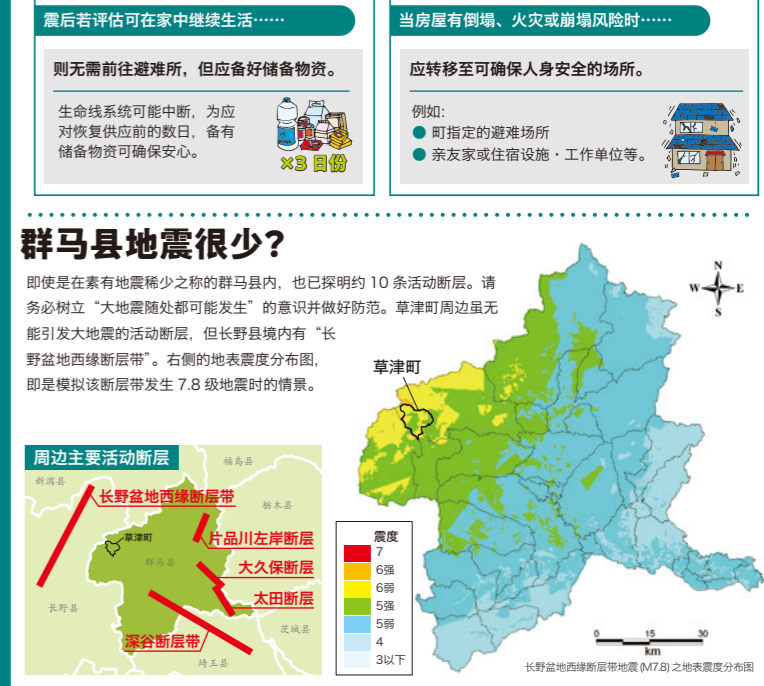 震后若评估可在家中继续生活……
则无需前往避难所，但应备好储备物资。
生命线系统可能中断，为应
对恢复供应前的数日，备有
储备物资可确保安心。
×3 日份
当房屋有倒塌、火灾或崩塌风险时……
应转移至可确保人身安全的场所。
例如:
● 町指定的避难场所
● 亲友家或住宿设施・工作单位等。
群马县地震很少？
即使是在素有地震稀少之称的群马县内，也已探明约 10 条活动断层。请
务必树立“大地震随处都可能发生”的意识并做好防范。草津町周边虽无
能引发大地震的活动断层，但长野县境内有“长
野盆地西缘断层带”。右侧的地表震度分布图，
即是模拟该断层带发生 7.8 级地震时的情景。
周边主要活动断层
新潟县
福岛县
长野盆地西缘断层带
栃木县
草津町
片品川左岸断层
群马县
大久保断层
太田断层
长野县
茨城县
深谷断层带
埼玉县
草津町
N
W
E
S
震度
7
6强
6弱
5强
5弱
4
3以下
0 15 30
km
长野盆地西缘断层带地震 (M7.8) 之地表震度分布图